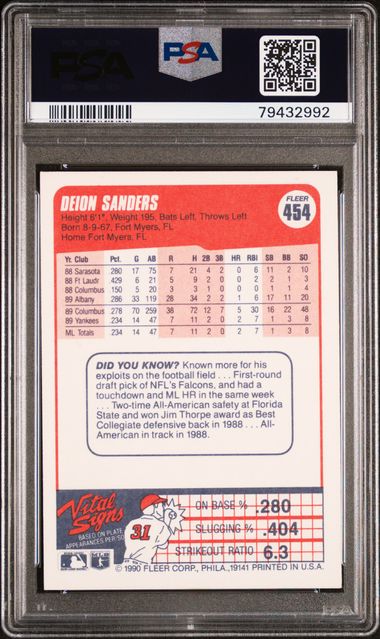 PSA
PSA
79432992
DEION SANDERS
FLEER
454
Height 6'1", Weight 195, Bats Left, Throws Left
Born 8-9-67, Fort Myers, FL
Home Fort Myers, FL
Yr. Club Pct. G AB R H 2B 3B HR RBI SB BB SO
88 Sarasota 280 17 75 7 21 4 2 0 6 11 2 10
88 Ft Laudr 429 6 21 5 9 2 0 0 2 2 1 3
88 Columbus 150 5 20 3 3 1 0 0 0 1 1 4
89 Albany 286 33 119 28 34 2 2 1 6 17 11 20
89 Columbus 278 70 259 38 72 12 7 5 30 16 22 48
89 Yankees 234 14 47 7 11 2 0 2 7 1 3 8
ML Totals 234 14 47 7 11 2 0 2 7 1 3 8
DID YOU KNOW? Known more for his
exploits on the football field . . . First-round
draft pick of NFL's Falcons, and had a
touchdown and ML HR in the same week
. . . Two-time All-American safety at Florida
State and won Jim Thorpe award as Best
Collegiate defensive back in 1988 . . . All-
American in track in 1988.
Vital
Signs
BASED ON PLATE
APPEARANCES, PER/SO
31
ON BASE % .280
SLUGGING % .404
STRIKEOUT RATIO 6.3
© 1990 FLEER CORP., PHILA., 19141 PRINTED IN U.S.A.